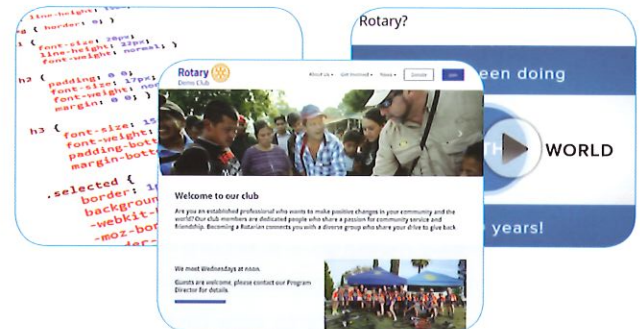 line-height:
g { border: 0; }
font-size: 20px;
line-height: 22px;
font-weight: normal; }
h2 {
padding: 0 0;
font-size: 17px;
font-weight:
margin: 0 0; }
h3 {
font-size: 15
font-weight:
padding-bott
margin-bott
.selected {
border: 1p
backgroun
-webkit-b
-moz-bor
Rotary
Demo Club
About Us
Get Involved
News
Donate
Join
Welcome to our club
Are you an established professional who wants to make positive changes in your community and the
world? Our club members are dedicated people who share a passion for community service and
friendship. Becoming a Rotarian connects you with a diverse group who share your drive to give back
We meet Wednesdays at noon.
Guests are welcome, please contact our Program
Director for details.
Rotary?
een doing
TH
WORLD
years!